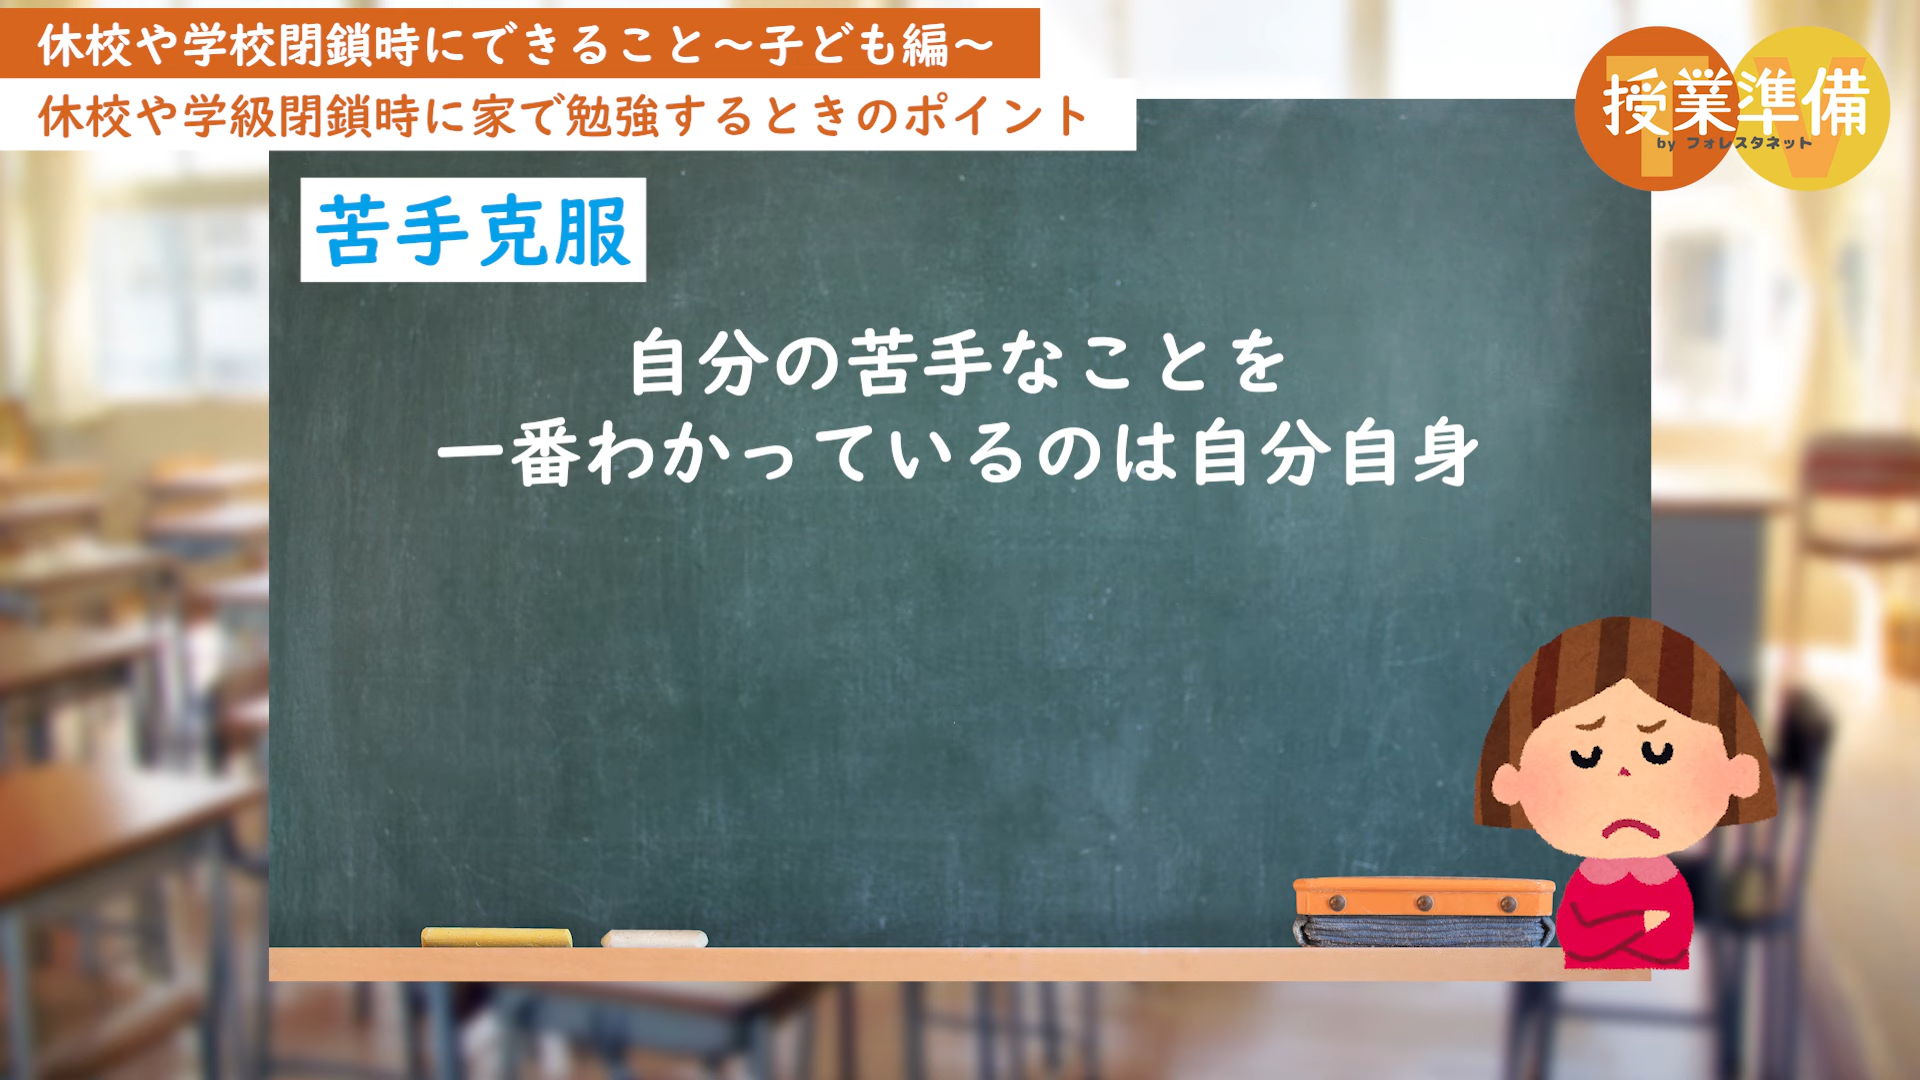 休校や学校閉鎖時にできること～子ども編～
休校や学級閉鎖時に家で勉強するときのポイント
TV
授業準備
by フォレスタネット
苦手克服
自分の苦手なことを
一番わかっているのは自分自身